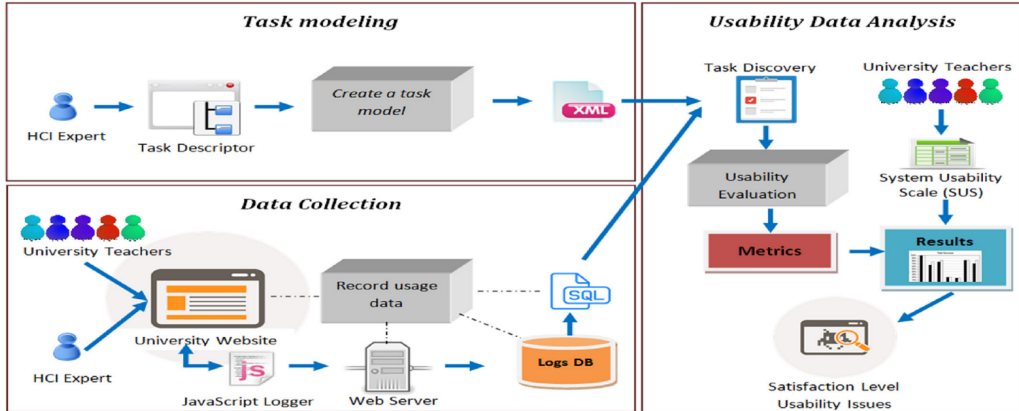 Task modeling
HCI Expert
Task Descriptor
Create a task
model
XML
Data Collection
University Teachers
HCI Expert
University Website
JS
JavaScript Logger
Record usage
data
Web Server
SQL
Logs DB
Usability Data Analysis
Task Discovery
University Teachers
Usability
Evaluation
System Usability
Scale (SUS)
Metrics
Results
Satisfaction Level
Usability Issues